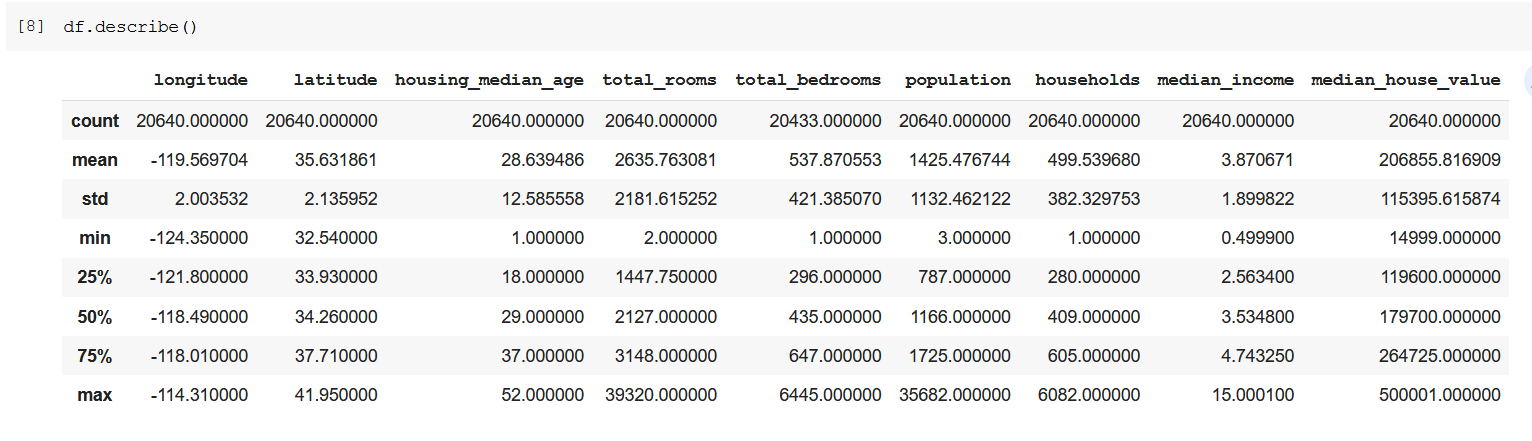 [8] df.describe()
longitude latitude housing_median_age total_rooms total_bedrooms population households median_income median_house_value
count 20640.000000 20640.000000 20640.000000 20640.000000 20433.000000 20640.000000 20640.000000 20640.000000 20640.000000
mean -119.569704 35.631861 28.639486 2635.763081 537.870553 1425.476744 499.539680 3.870671 206855.816909
std 2.003532 2.135952 12.585558 2181.615252 421.385070 1132.462122 382.329753 1.899822 115395.615874
min -124.350000 32.540000 1.000000 2.000000 1.000000 3.000000 1.000000 0.499900 14999.000000
25% -121.800000 33.930000 18.000000 1447.750000 296.000000 787.000000 280.000000 2.563400 119600.000000
50% -118.490000 34.260000 29.000000 2127.000000 435.000000 1166.000000 409.000000 3.534800 179700.000000
75% -118.010000 37.710000 37.000000 3148.000000 647.000000 1725.000000 605.000000 4.743250 264725.000000
max -114.310000 41.950000 52.000000 39320.000000 6445.000000 35682.000000 6082.000000 15.000100 500001.000000